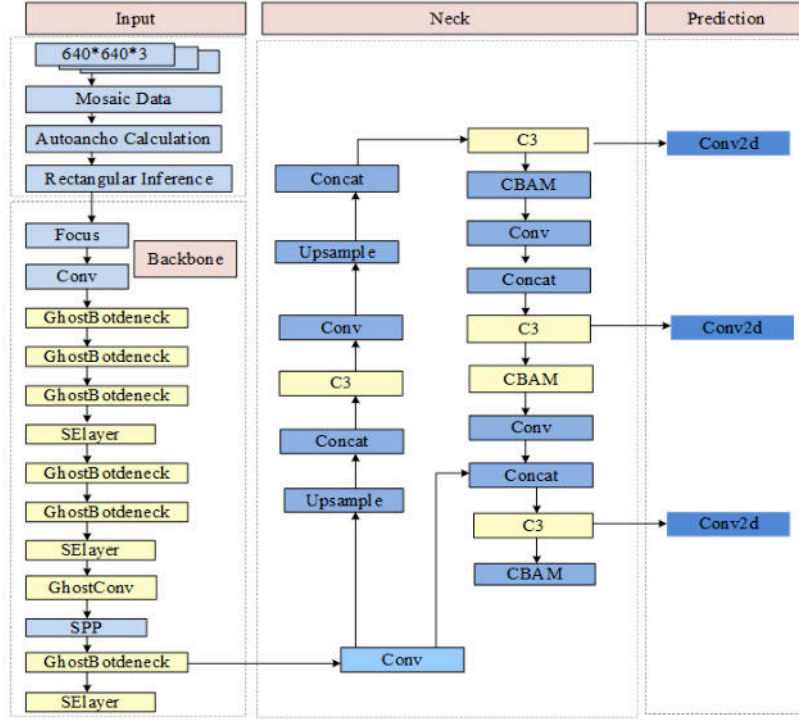 Input
Neck
Prediction
640*640*3
Mosaic Data
Autoancho Calculation
Rectangular Inference
Focus
Backbone
Conv
GhostBotdeneck
GhostBotdeneck
GhostBotdeneck
SElayer
GhostBotdeneck
GhostBotdeneck
SElayer
GhostConv
SPP
GhostBotdeneck
SElayer
Concat
Upsample
Conv
C3
Concat
Upsample
Conv
C3
CBAM
Conv
Concat
C3
CBAM
Conv
Concat
C3
CBAM
Conv2d
Conv2d
Conv2d